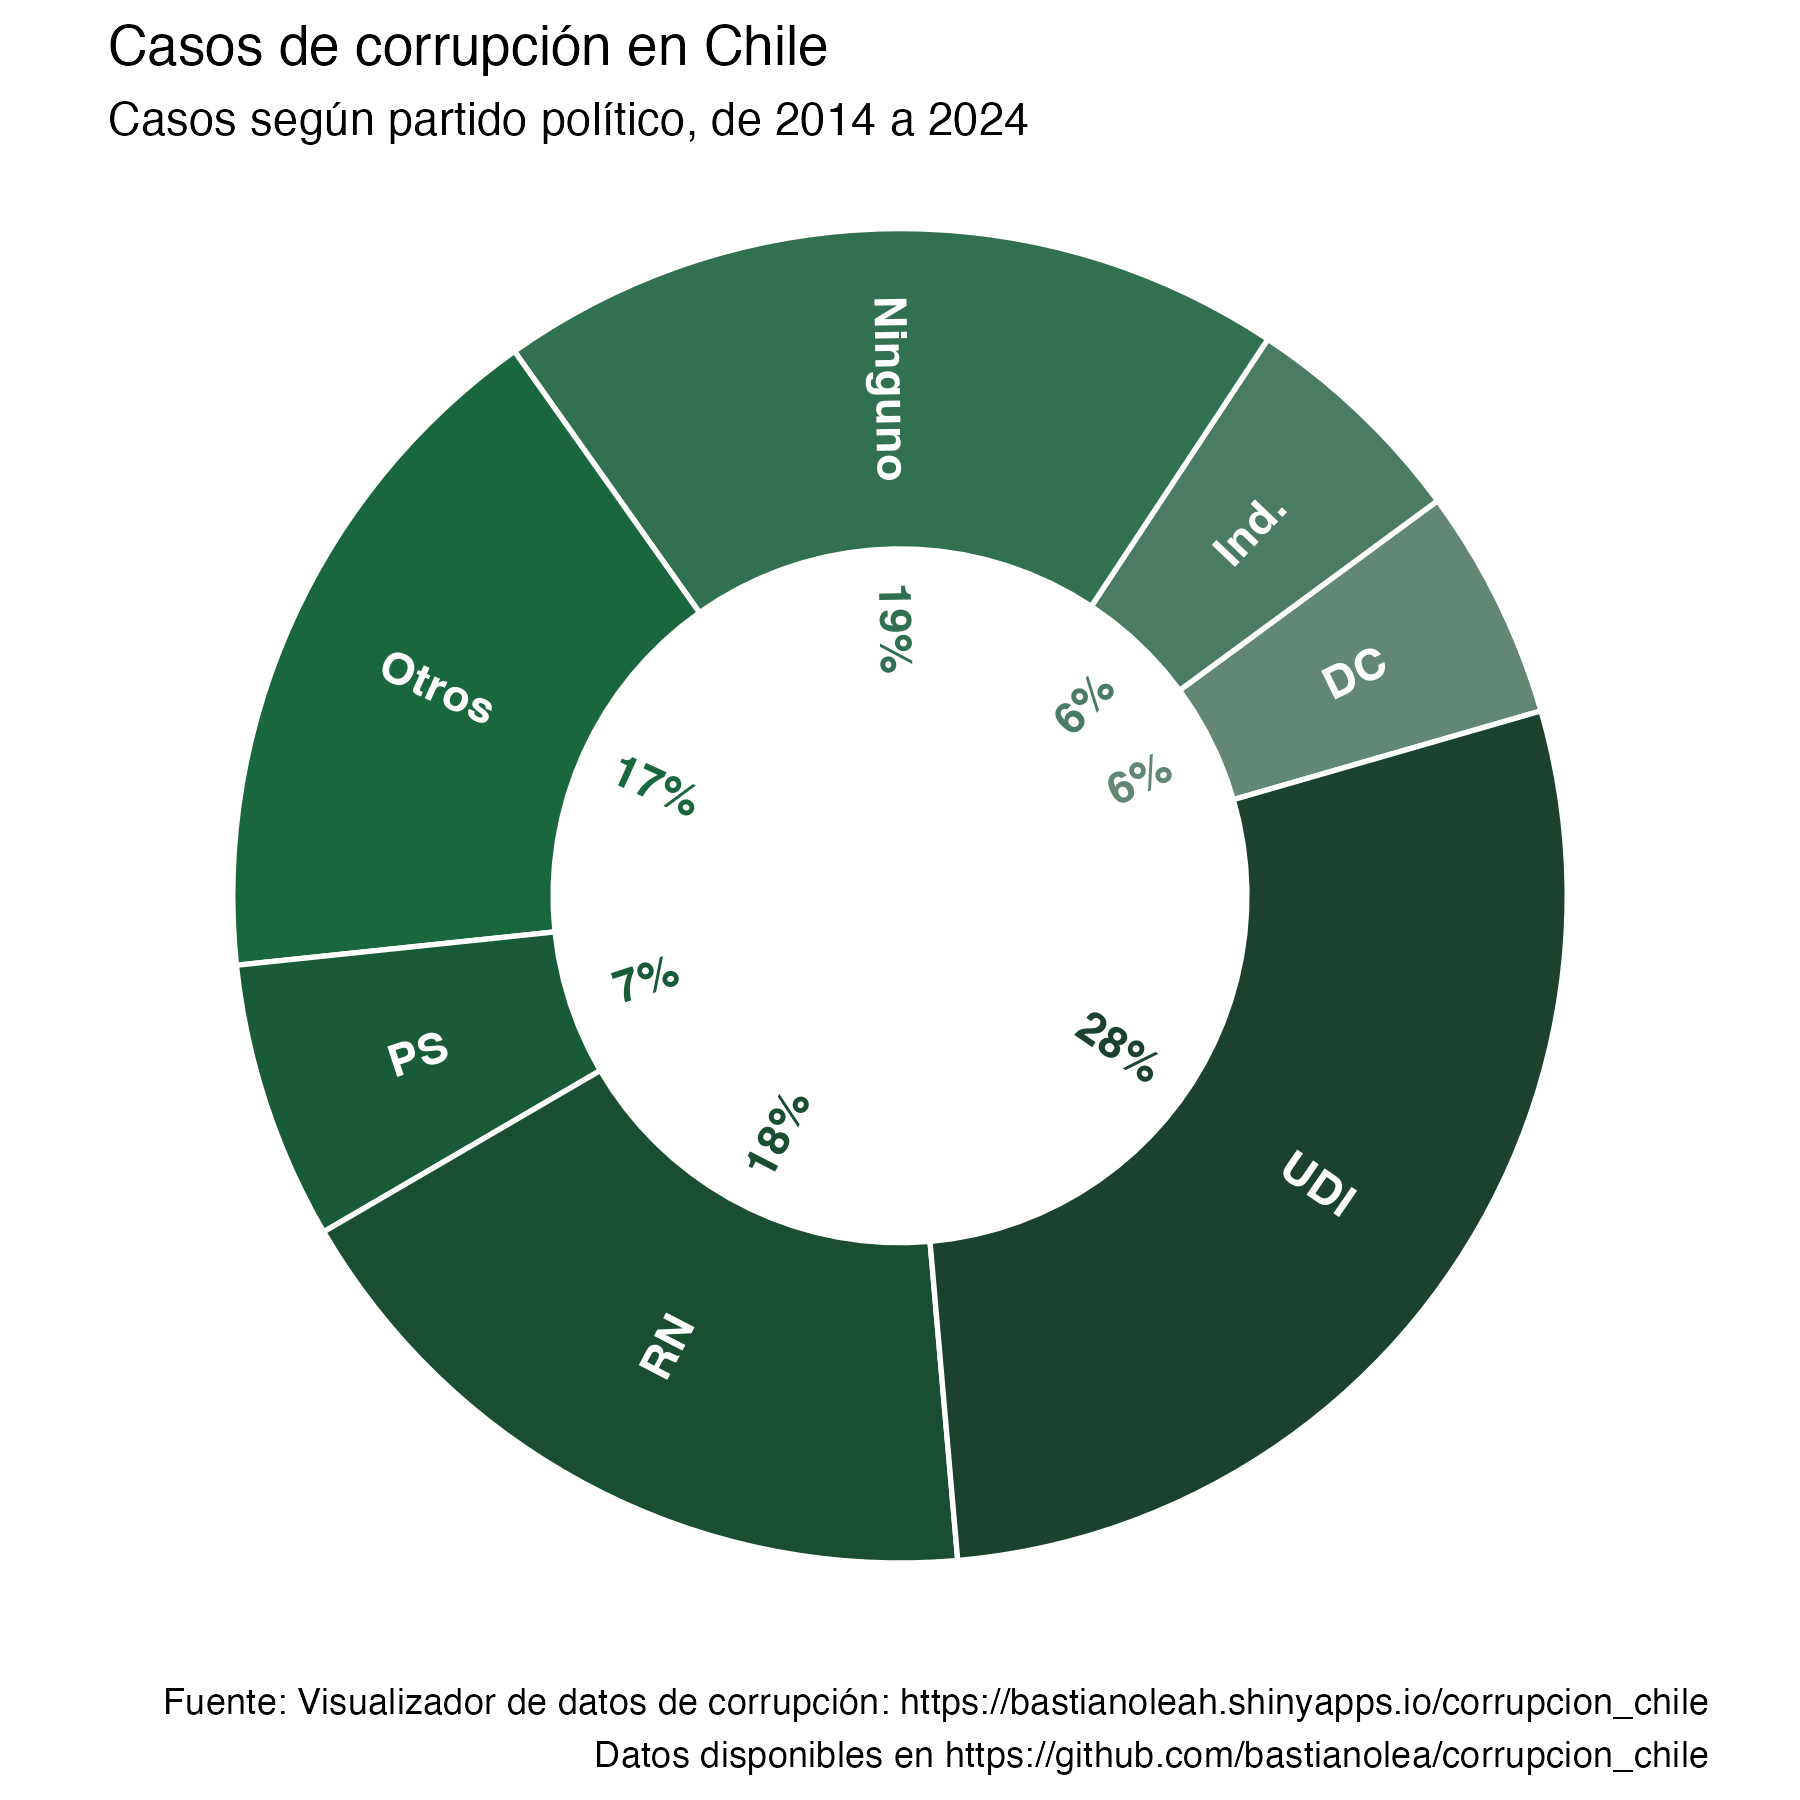 Casos de corrupción en Chile
Casos según partido político, de 2014 a 2024
Ninguno
19%
Ind.
6%
DC
6%
UDI
28%
RN
18%
PS
7%
Otros
17%
Fuente: Visualizador de datos de corrupción: https://bastianoleah.shinyapps.io/corrupcion_chile
Datos disponibles en https://github.com/bastianolea/corrupcion_chile